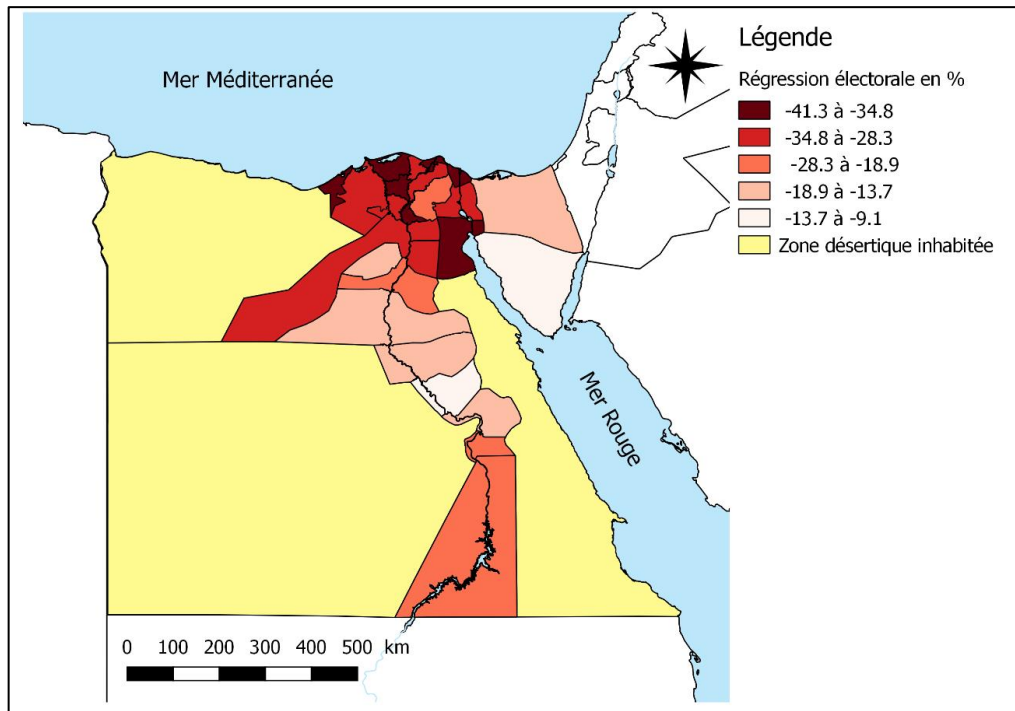 Mer Méditerranée
Légende
Régression électorale en %
-41.3 à -34.8
-34.8 à -28.3
-28.3 à -18.9
-18.9 à -13.7
-13.7 à -9.1
Zone désertique inhabitée
Mer Rouge
0 100 200 300 400 500 km